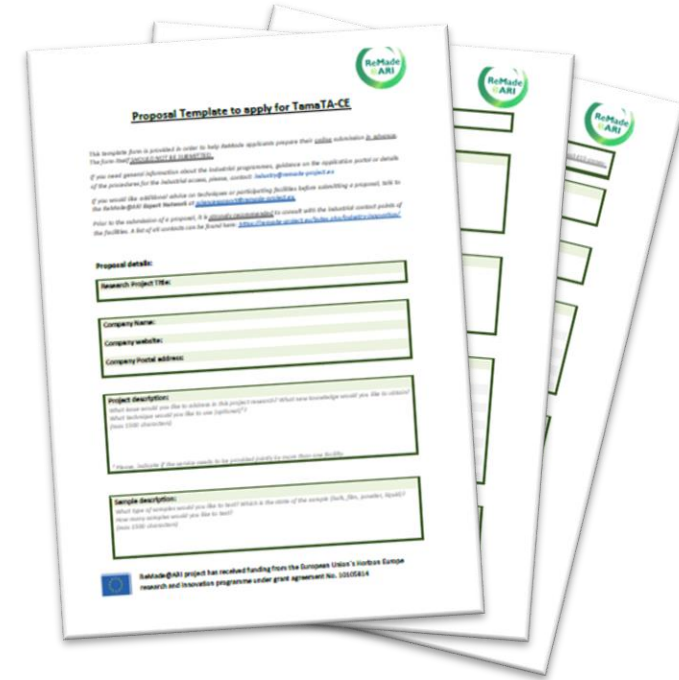 ReMade
@ARI
Proposal Template to apply for TamaTA-CE
This template form is provided in order to help ReMade applicants prepare their online submission in advance.
The form itself SHOULD NOT BE SUBMITTED.
If you need general information about the industrial programmes, guidance on the application portal or details
of the procedures for the industrial access, please, contact: industry@remade-project.eu
If you would like additional advice on techniques or participating facilities before submitting a proposal, talk to
the ReMade@ARI Expert Network at
Prior to the submission of a proposal, it is strongly recommended to consult with the industrial contact points of
the facilities. A list of all contacts can be found here:
Proposal details:
Research Project Title:
Company Name:
Company website:
Company Postal address:
Project description:
What issue would you like to address in this project research? What new knowledge would you like to obtain?
What technique would you like to use (optional)*?
(max 1500 characters)
* Please, indicate if the service needs to be provided jointly by more than one facility
Sample description:
What type of samples would you like to test? Which is the state of the sample (bulk, film, powder, liquid)?
How many samples would you like to test?
(max 1500 characters)
ReMade@ARI project has received funding from the European Union's Horizon Europe
research and innovation programme under grant agreement No. 10105814
ReMade
@ARI
ReMade
@ARI